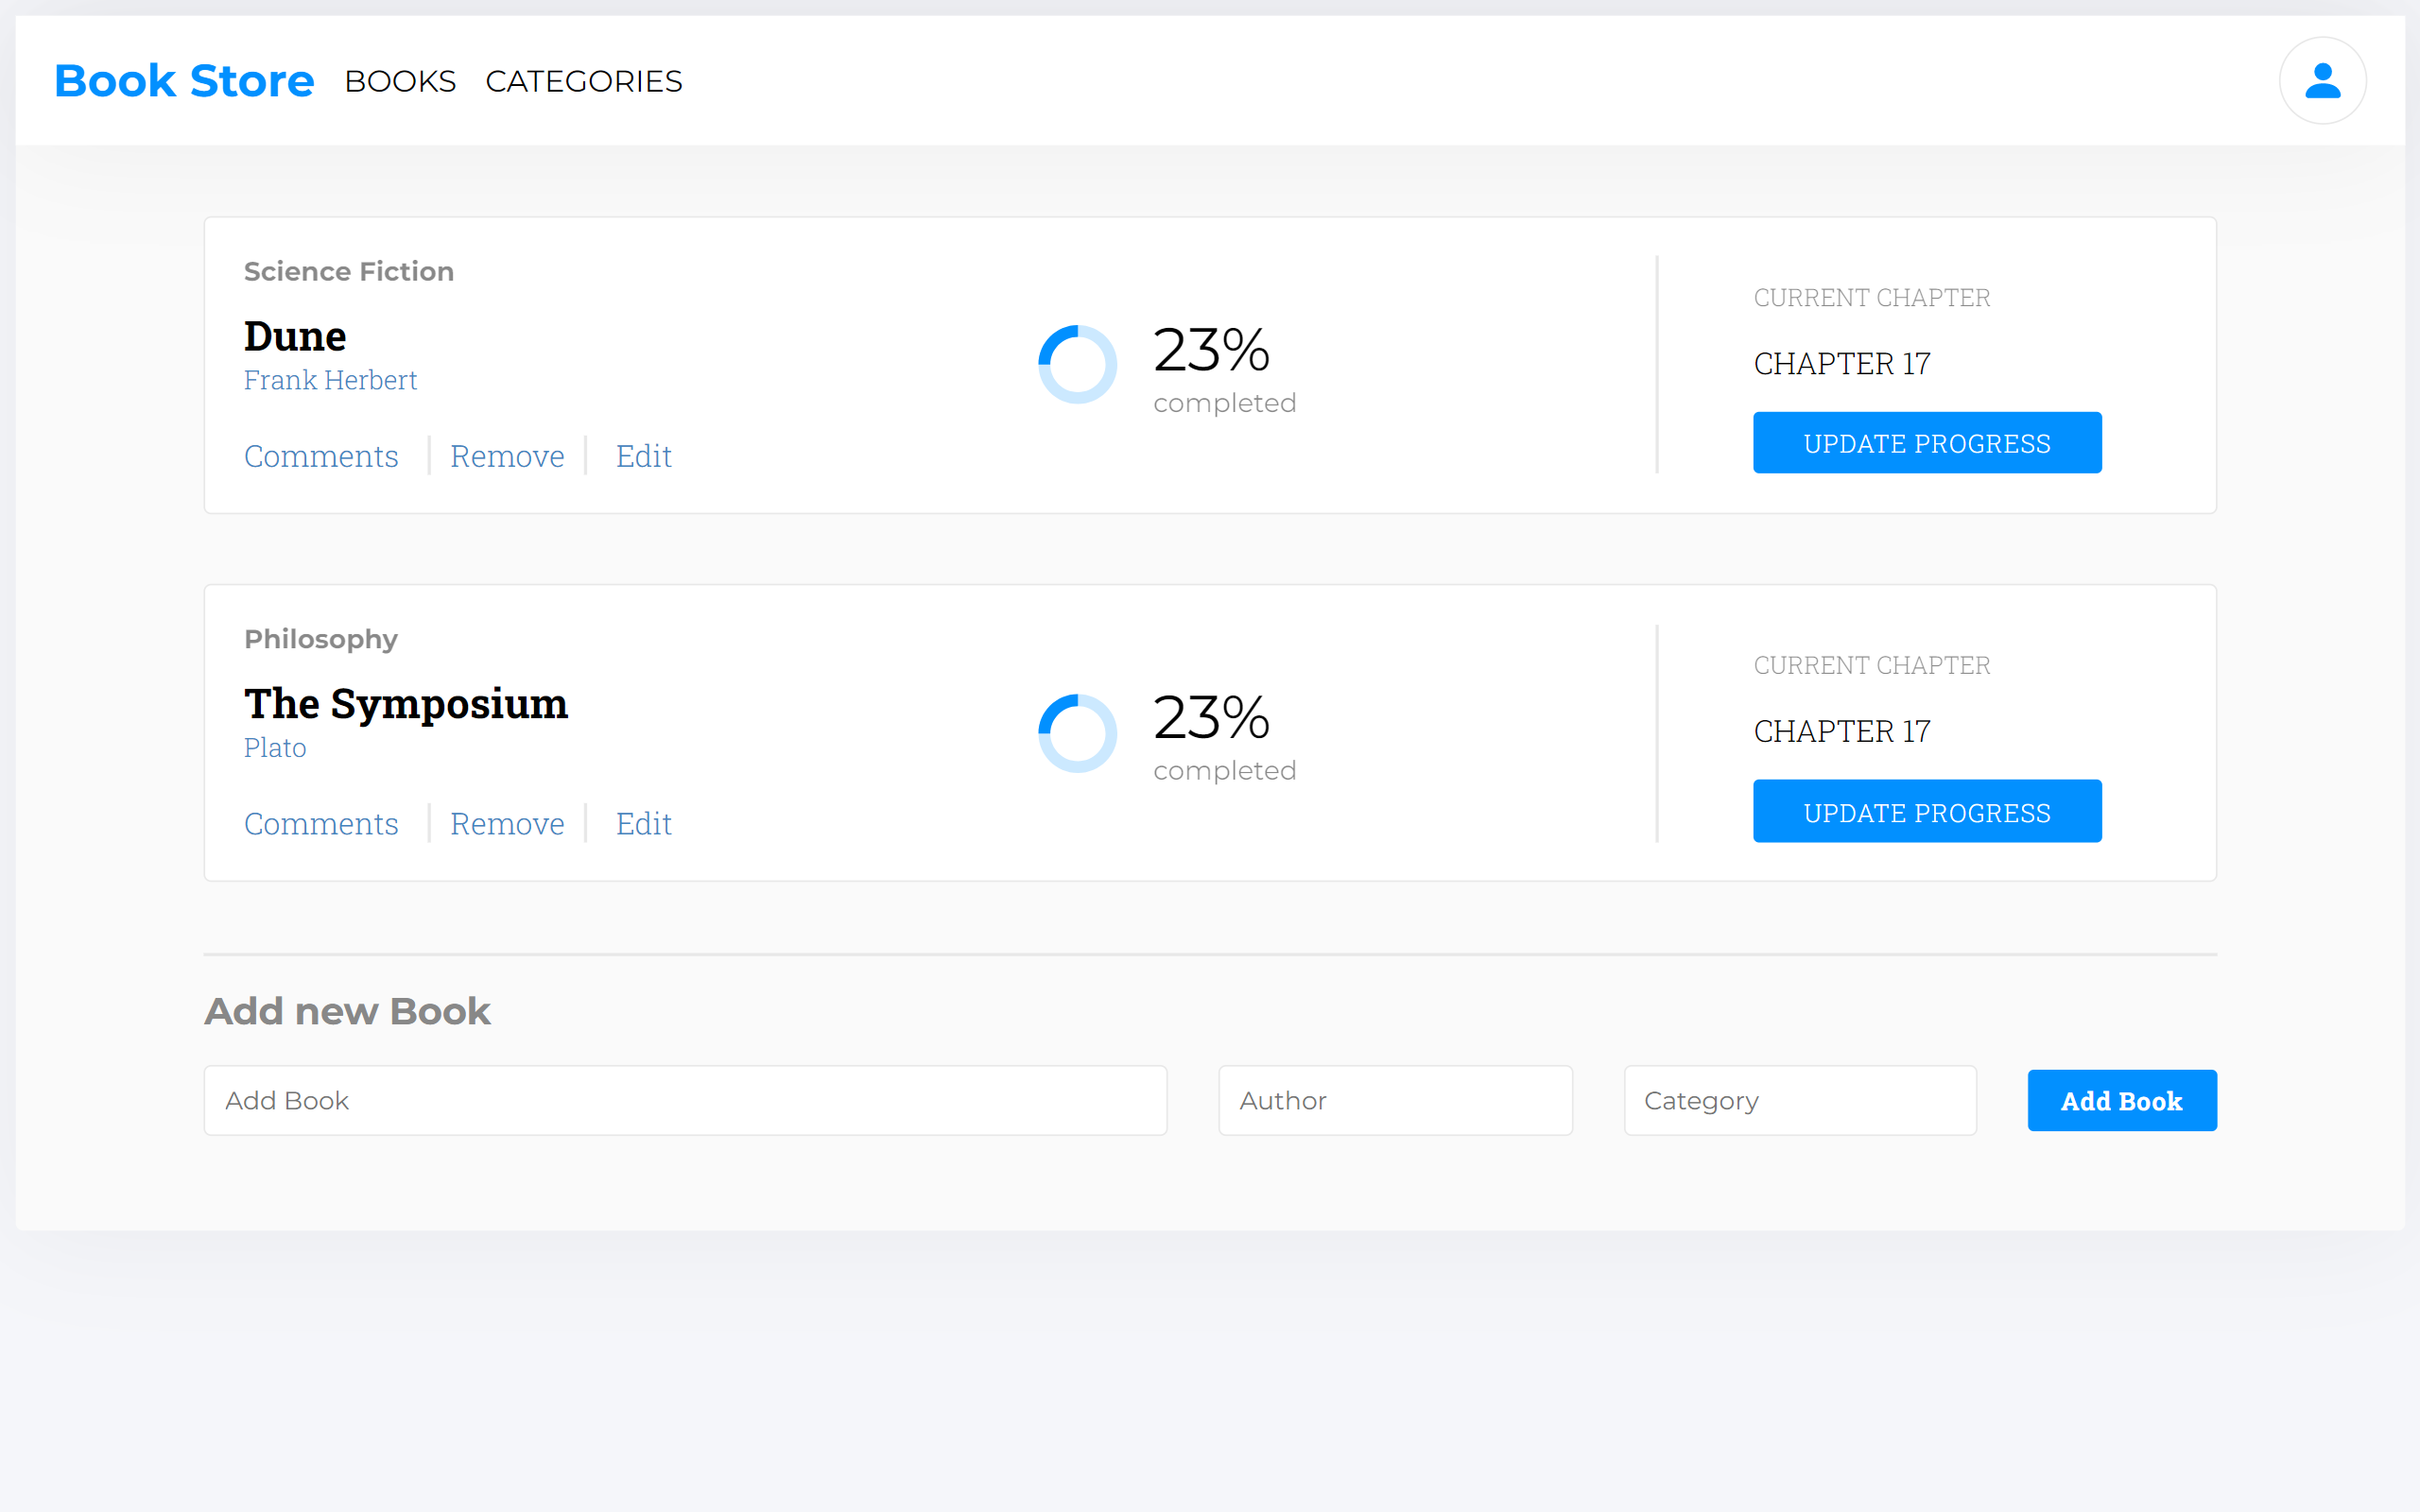 Book Store BOOKS CATEGORIES
Science Fiction
Dune
Frank Herbert
Comments Remove Edit
23%
completed
CURRENT CHAPTER
CHAPTER 17
UPDATE PROGRESS
Philosophy
The Symposium
Plato
Comments Remove Edit
23%
completed
CURRENT CHAPTER
CHAPTER 17
UPDATE PROGRESS
Add new Book
Add Book Author Category Add Book